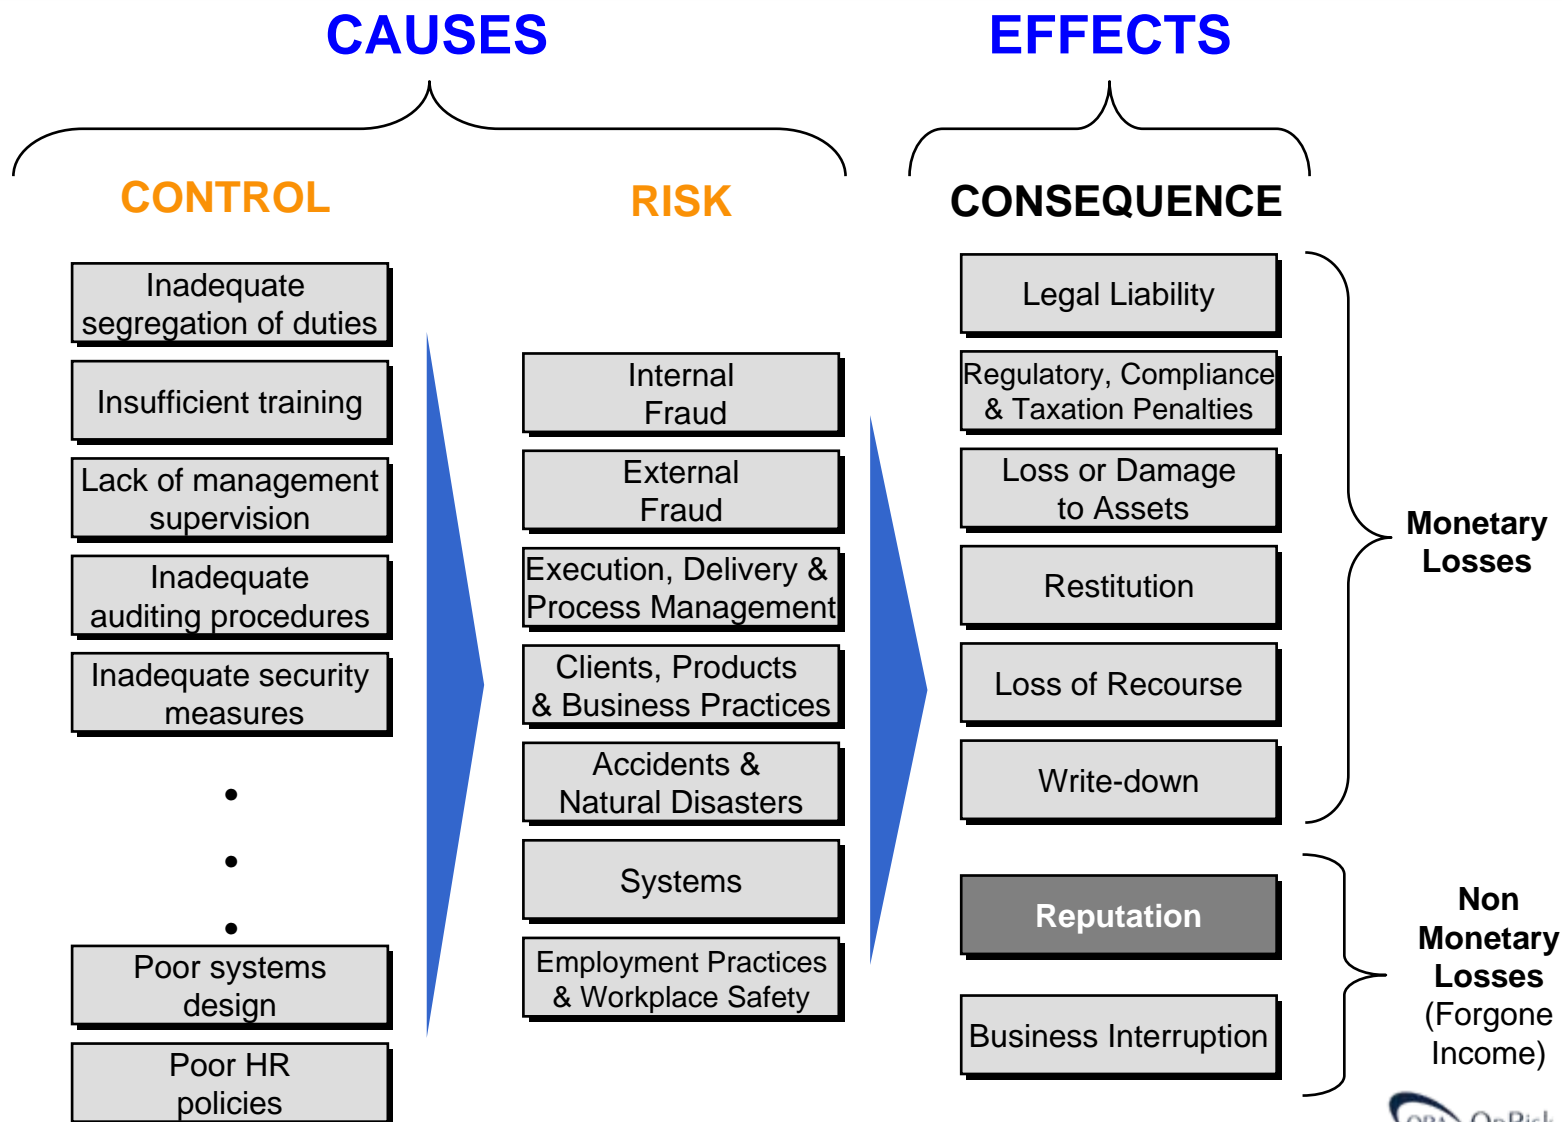 CAUSES
EFFECTS
CONTROL
RISK
CONSEQUENCE
Inadequate
segregation of duties
Insufficient training
Lack of management
supervision
Inadequate
auditing procedures
Inadequate security
measures
Poor systems
design
Poor HR
policies
Internal
Fraud
External
Fraud
Execution, Delivery &
Process Management
Clients, Products
& Business Practices
Accidents &
Natural Disasters
Systems
Employment Practices
& Workplace Safety
Legal Liability
Regulatory, Compliance
& Taxation Penalties
Loss or Damage
to Assets
Restitution
Loss of Recourse
Write-down
Reputation
Business Interruption
Monetary
Losses
Non
Monetary
Losses
(Forgone
Income)
OpRisk